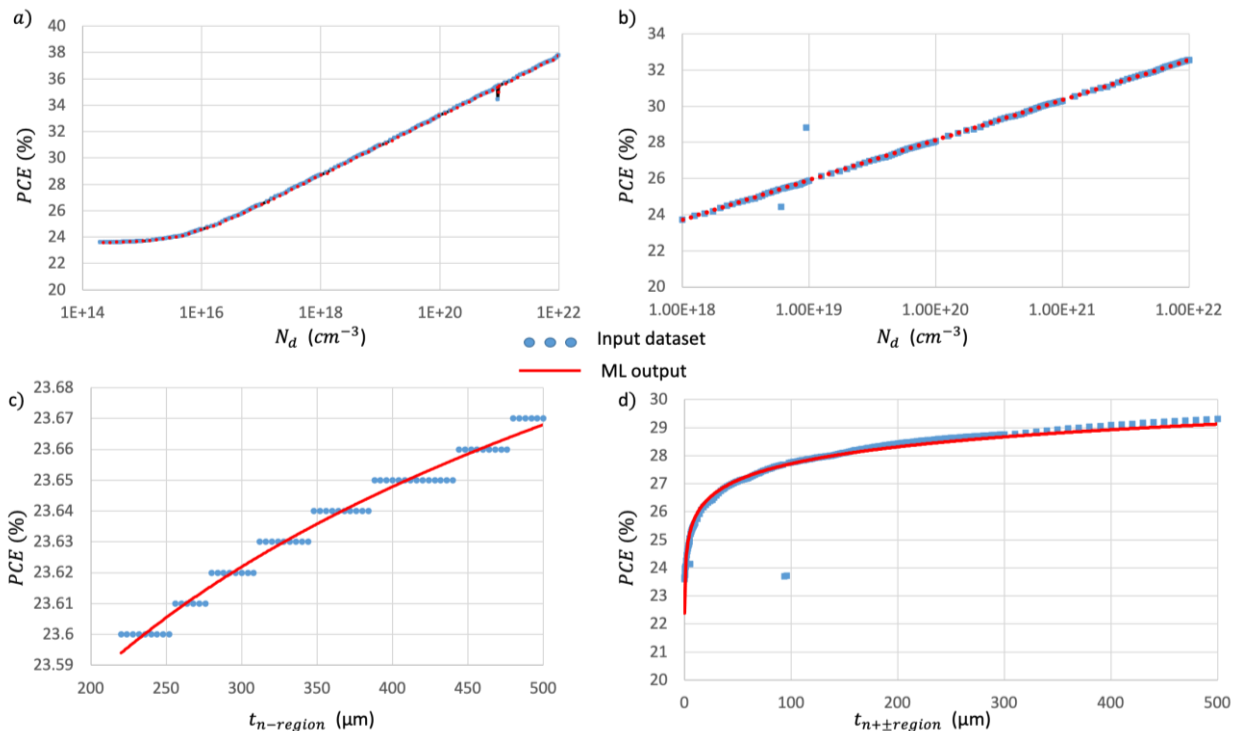 a)
40
38
36
34
32
30
28
26
24
22
20
PCE (%)
1E+14 1E+16 1E+18 1E+20 1E+22
N_d (cm^{-3})
b)
34
32
30
28
26
24
22
20
PCE (%)
1.00E+18 1.00E+19 1.00E+20 1.00E+21 1.00E+22
N_d (cm^{-3})
Input dataset
ML output
c)
23.68
23.67
23.66
23.65
23.64
23.63
23.62
23.61
23.6
23.59
PCE (%)
200 250 300 350 400 450 500
t_{n-region} (μm)
d)
30
29
28
27
26
25
24
23
22
21
20
PCE (%)
0 100 200 300 400 500
t_{n+±region} (μm)